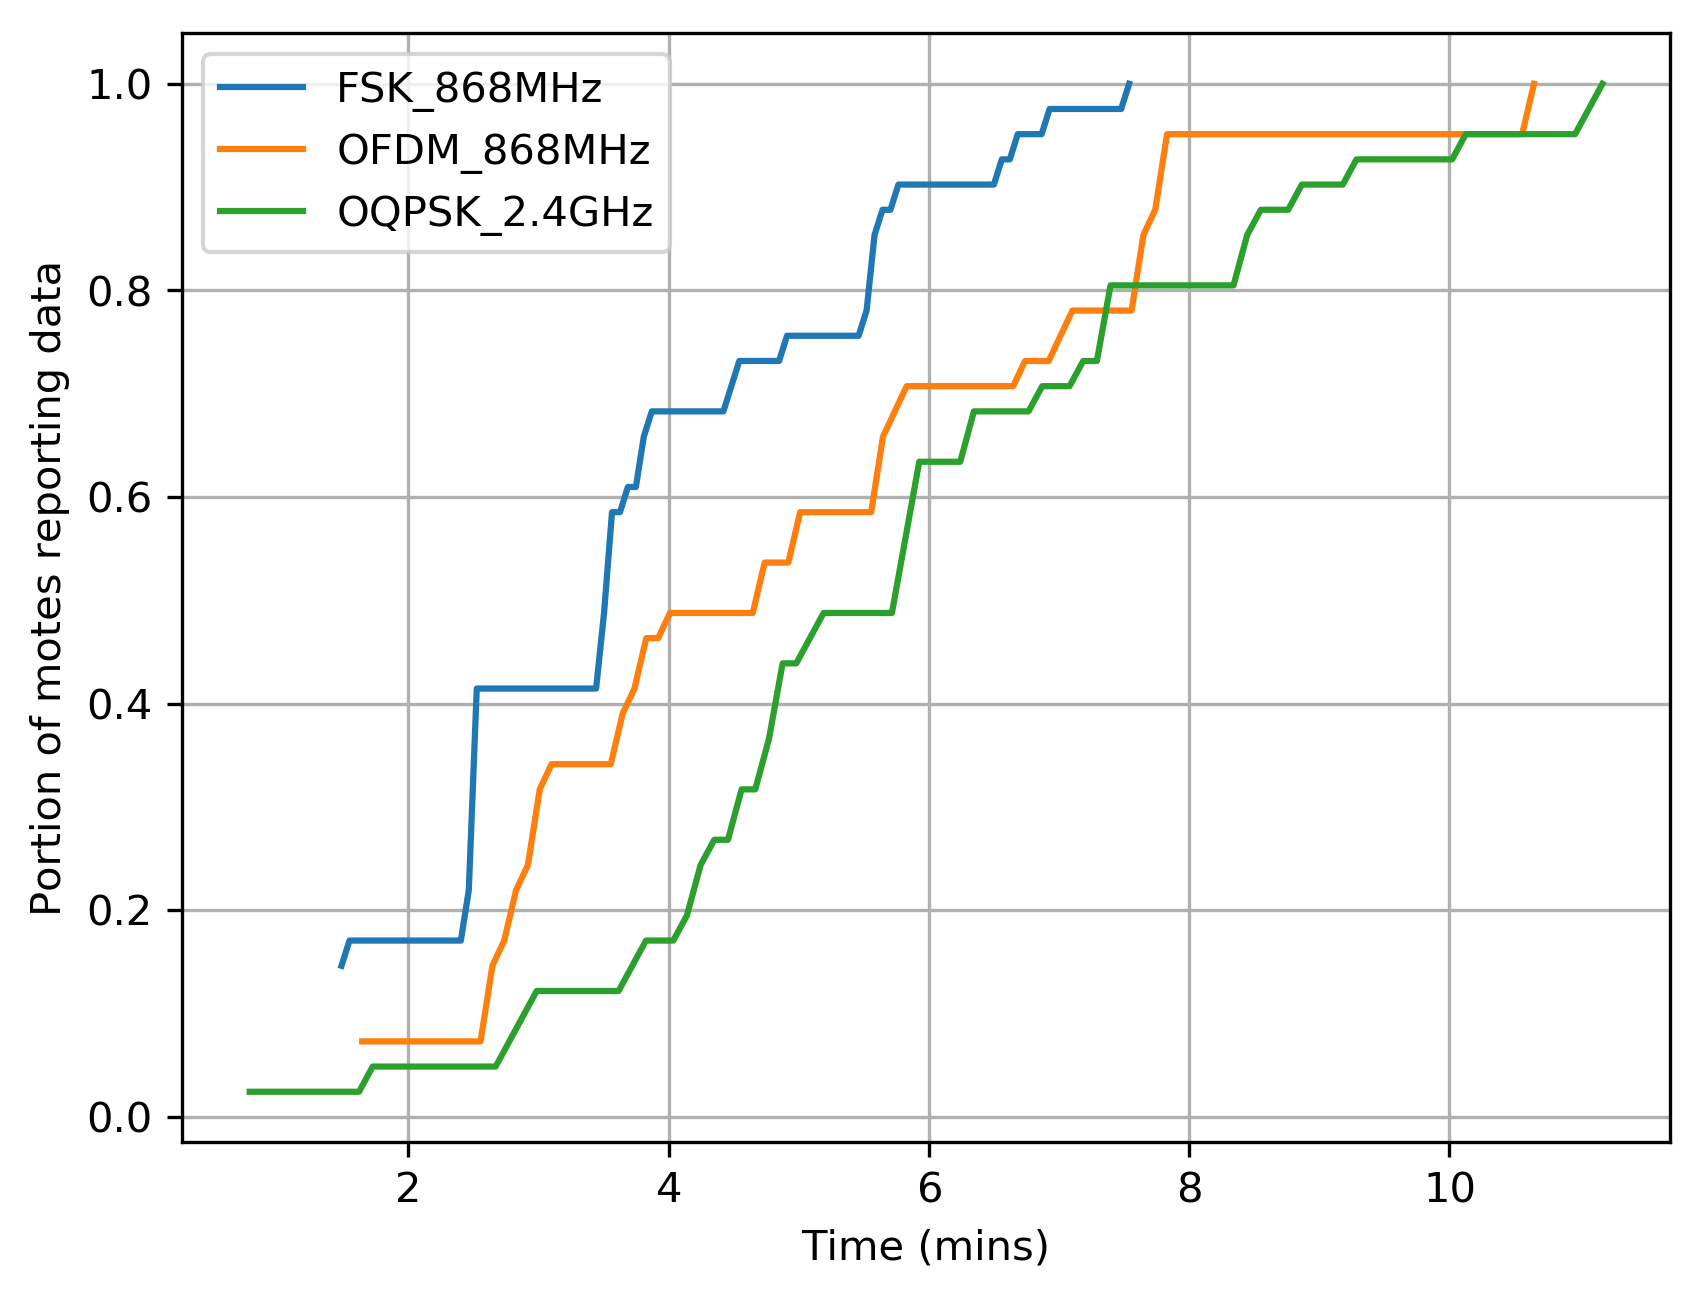 FSK_868MHz
OFDM_868MHz
OQPSK_2.4GHz
Portion of motes reporting data
1.0
0.8
0.6
0.4
0.2
0.0
2 4 6 8 10
Time (mins)